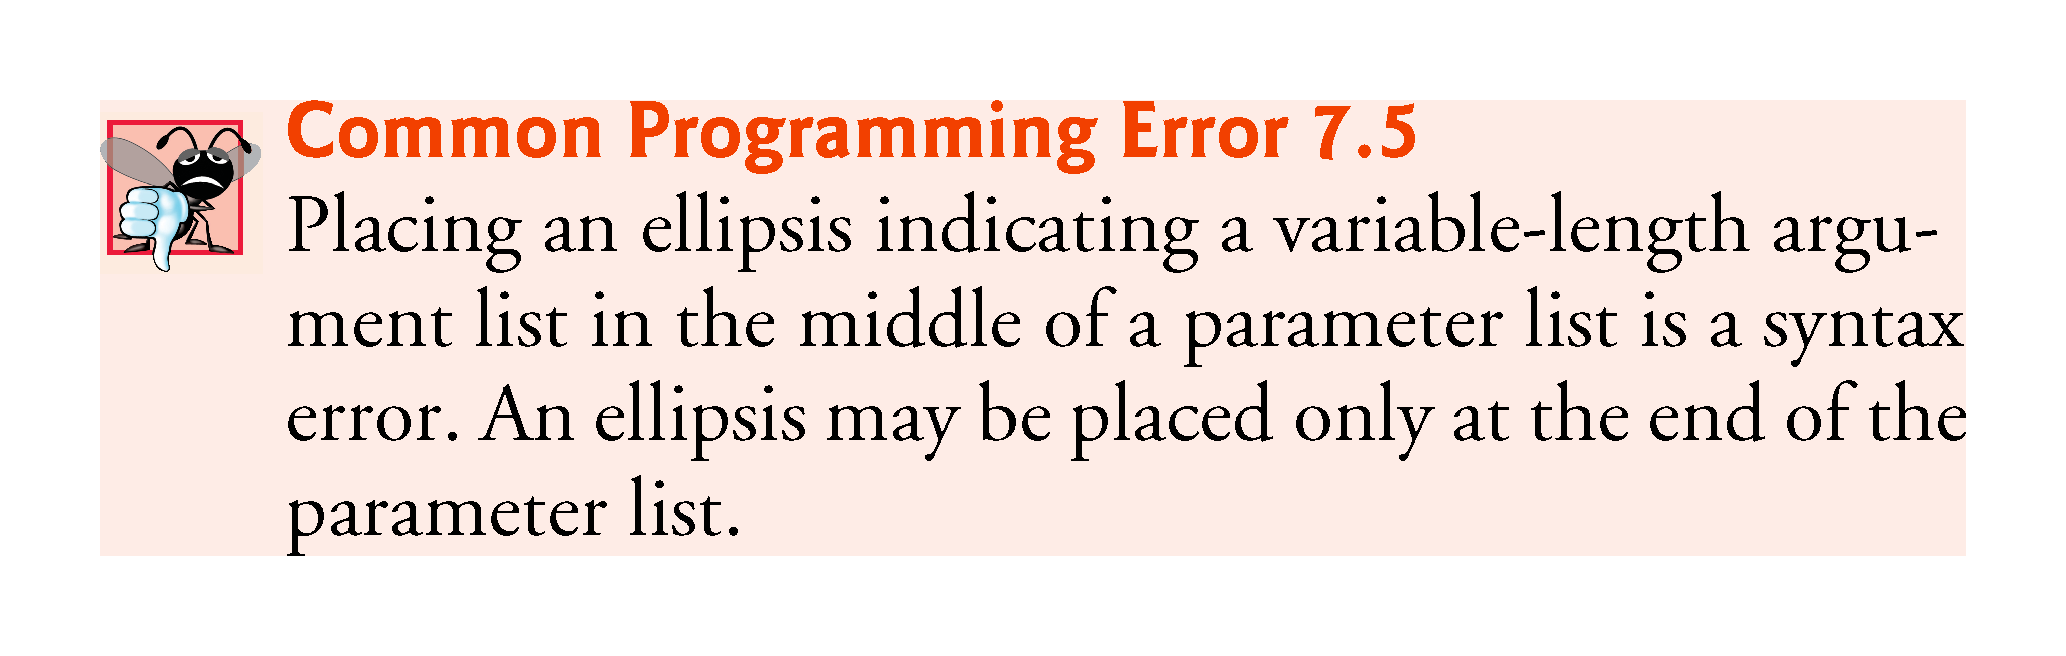 Common Programming Error 7.5
Placing an ellipsis indicating a variable-length argu-
ment list in the middle of a parameter list is a syntax
error. An ellipsis may be placed only at the end of the
parameter list.